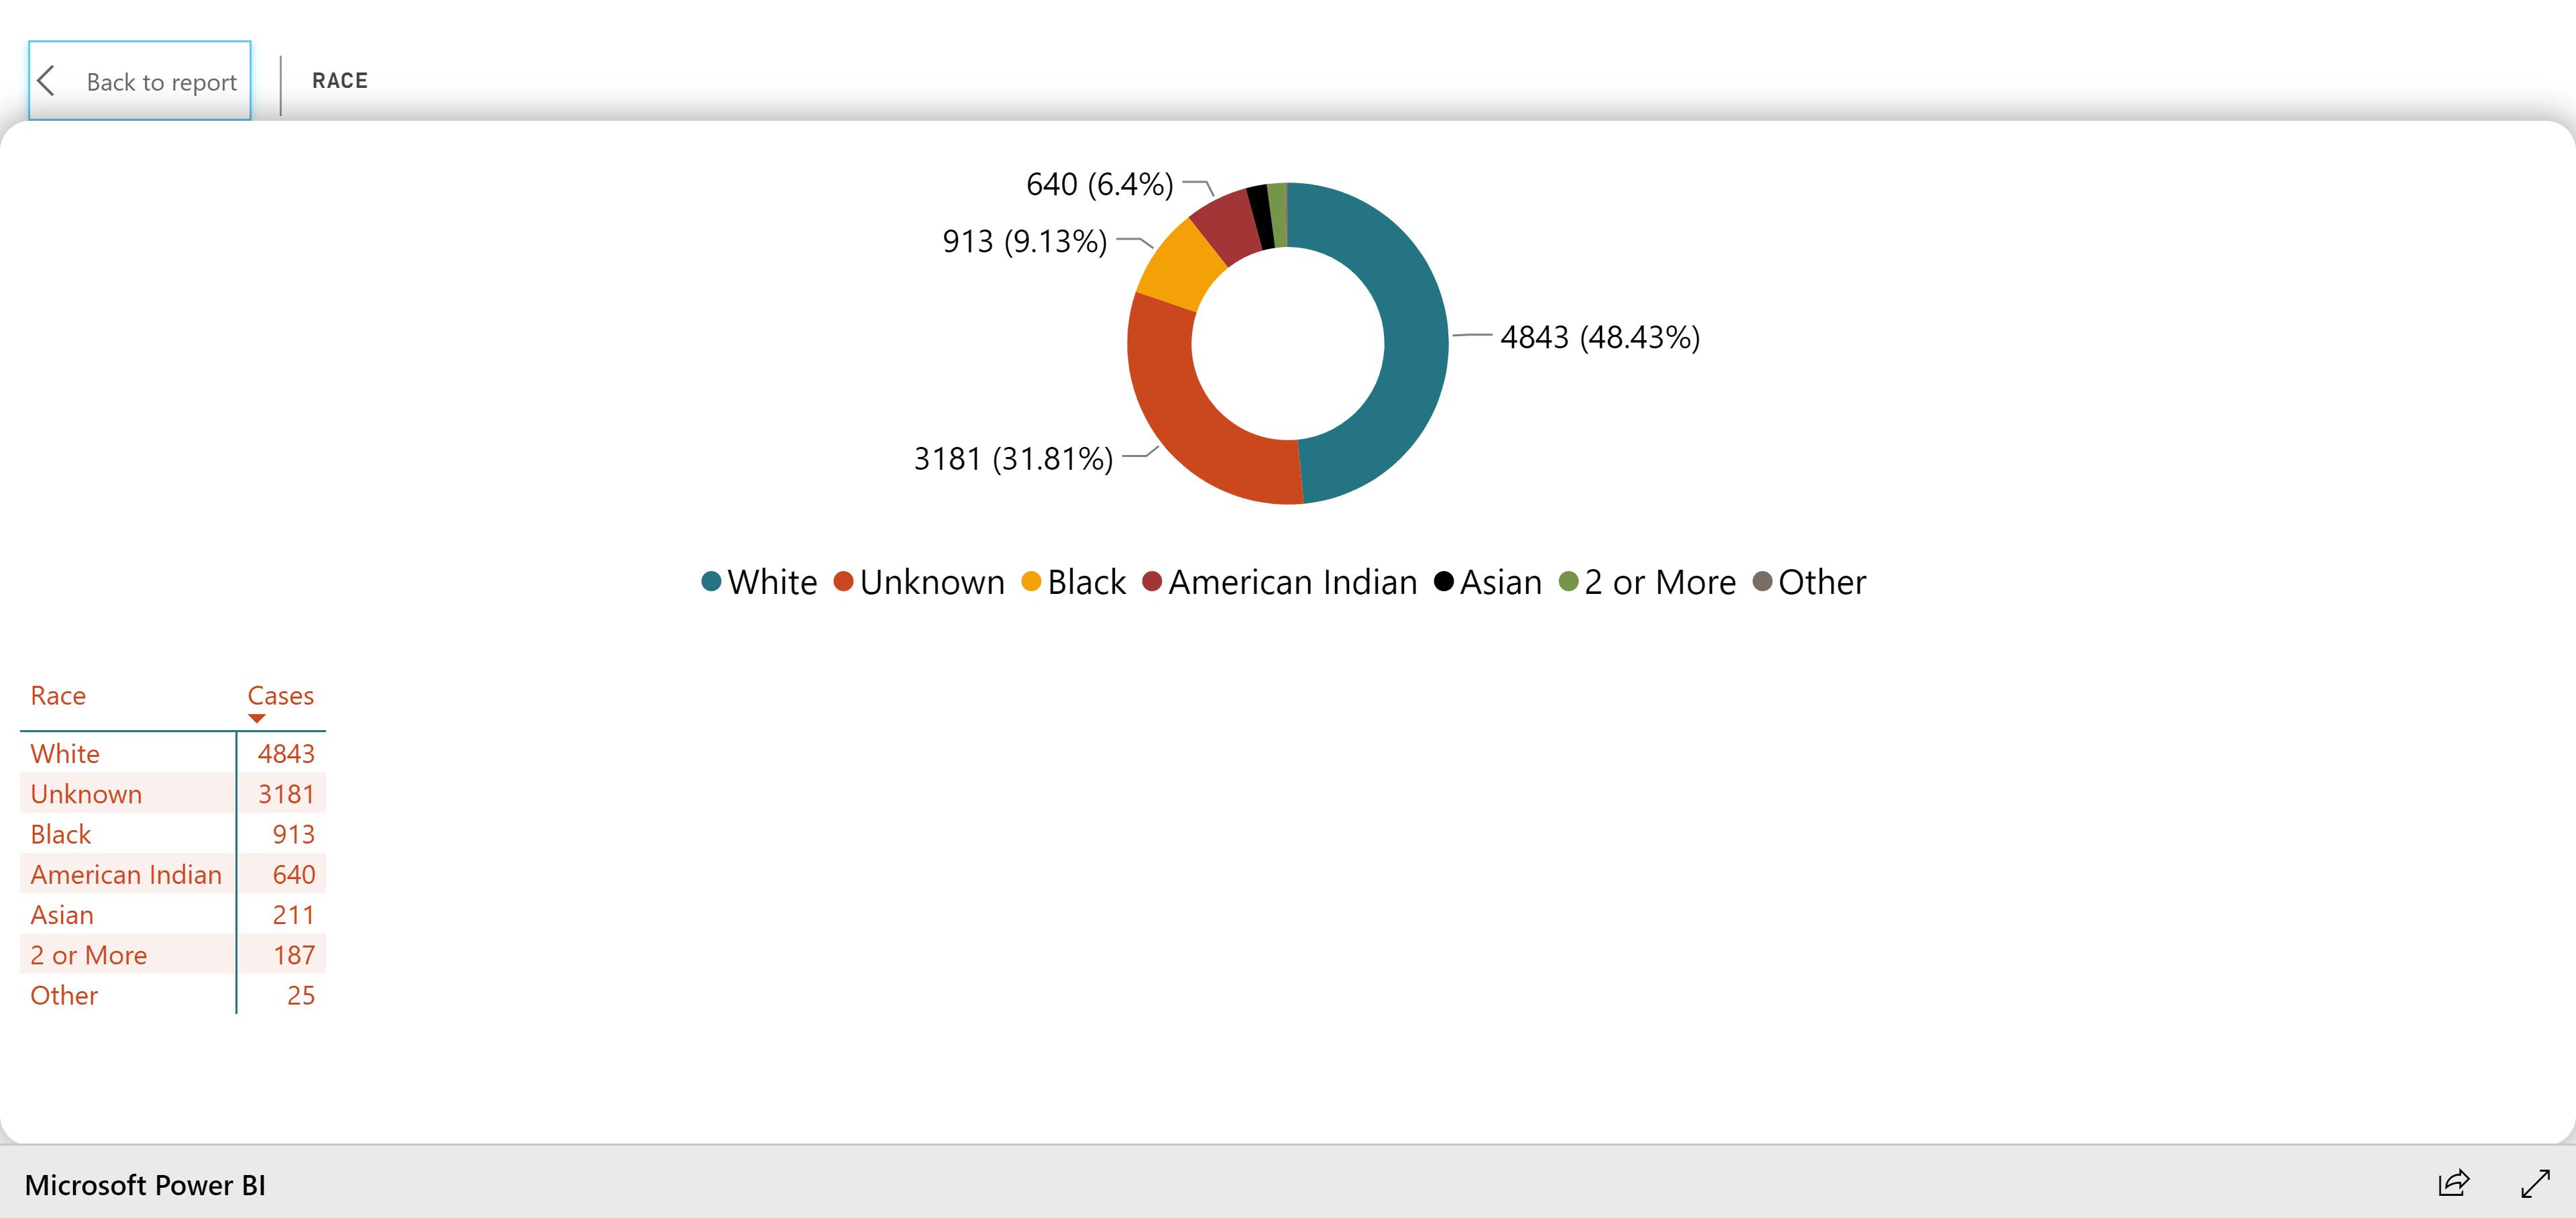 Back to report
RACE
640 (6.4%)
913 (9.13%)
4843 (48.43%)
3181 (31.81%)
White Unknown Black American Indian Asian 2 or More Other
Race Cases
White 4843
Unknown 3181
Black 913
American Indian 640
Asian 211
2 or More 187
Other 25
Microsoft Power BI